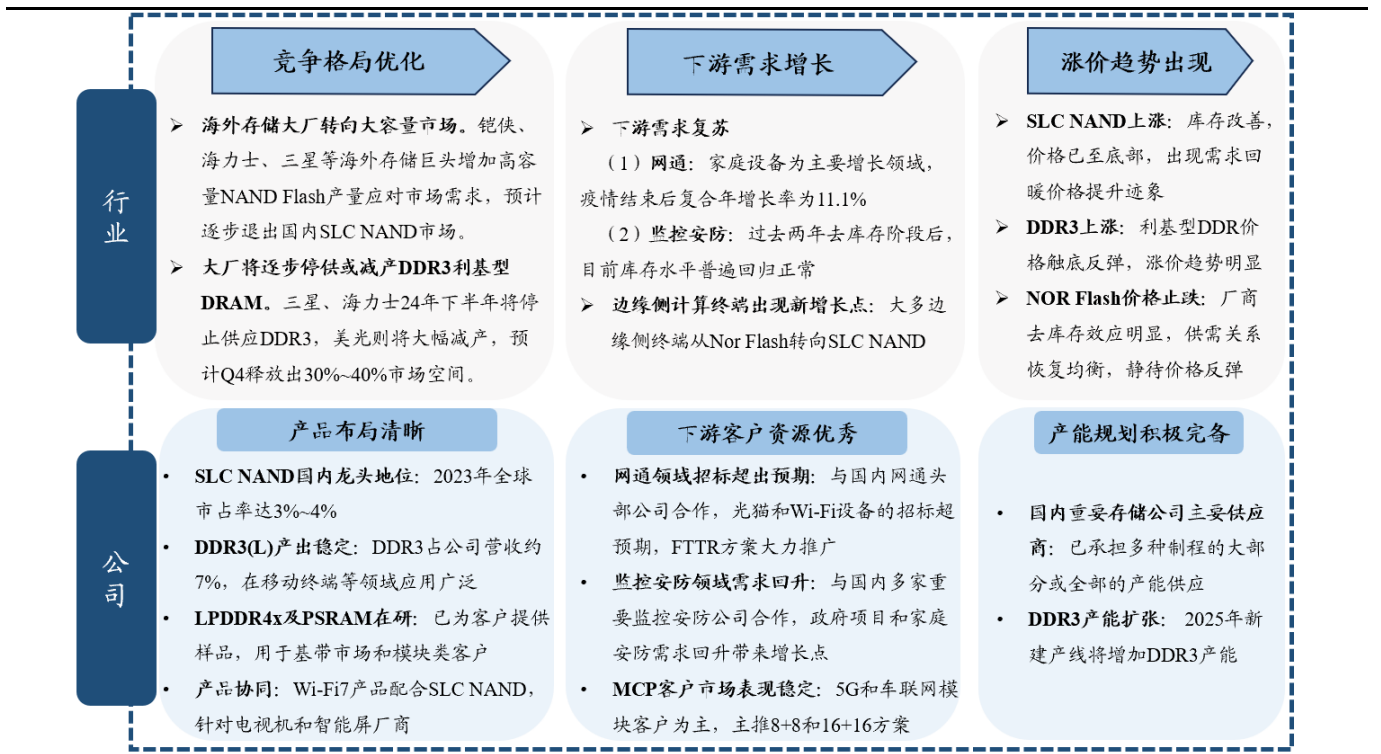 行业
竞争格局优化
➢ 海外存储大厂转向大容量市场。铠侠、
海力士、三星等海外存储巨头增加高容
量NAND Flash产量应对市场需求，预计
逐步退出国内SLC NAND市场。
➢ 大厂将逐步停供或减产DDR3利基型
DRAM。三星、海力士24年下半年将停
止供应DDR3，美光则将大幅减产，预
计Q4释放出30%~40%市场空间。
下游需求增长
➢ 下游需求复苏
（1）网通：家庭设备为主要增长领域，
疫情结束后复合年增长率为11.1%
（2）监控安防：过去两年去库存阶段后，
目前库存水平普遍回归正常
➢ 边缘侧计算终端出现新增长点：大多边
缘侧终端从Nor Flash转向SLC NAND
涨价趋势出现
➢ SLC NAND上涨：库存改善，
价格已至底部，出现需求回
暖价格提升迹象
➢ DDR3上涨：利基型DDR价
格触底反弹，涨价趋势明显
➢ NOR Flash价格止跌：厂商
去库存效应明显，供需关系
恢复均衡，静待价格反弹
公司
产品布局清晰
• SLC NAND国内龙头地位：2023年全球
市占率达3%~4%
• DDR3(L)产出稳定：DDR3占公司营收约
7%，在移动终端等领域应用广泛
• LPDDR4x及PSRAM在研：已为客户提供
样品，用于基带市场和模块类客户
• 产品协同：Wi-Fi7产品配合SLC NAND，
针对电视机和智能屏厂商
下游客户资源优秀
• 网通领域招标超出预期：与国内网通头
部公司合作，光猫和Wi-Fi设备的招标超
预期，FTTR方案大力推广
• 监控安防领域需求回升：与国内多家重
要监控安防公司合作，政府项目和家庭
安防需求回升带来增长点
• MCP客户市场表现稳定：5G和车联网模
块客户为主，主推8+8和16+16方案
产能规划积极完备
• 国内重要存储公司主要供应
商：已承担多种制程的大部
分或全部的产能供应
• DDR3产能扩张：2025年新
建产线将增加DDR3产能